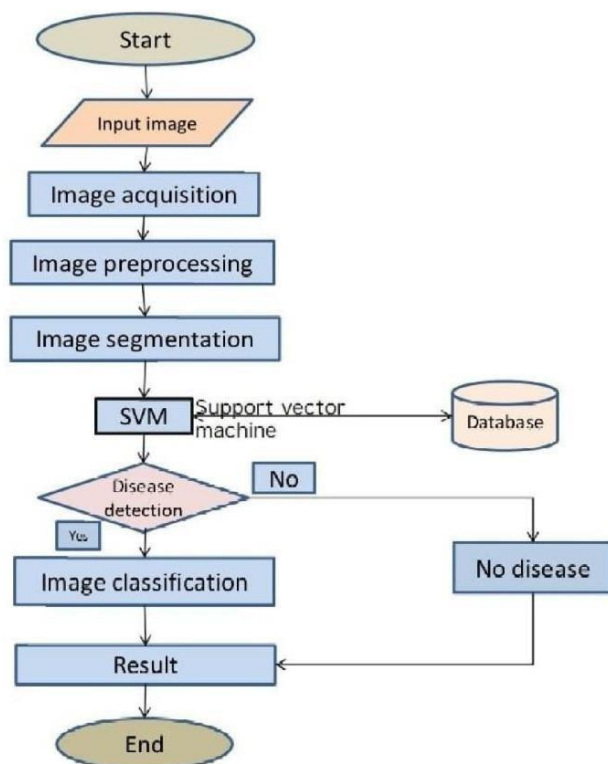 Start
Input image
Image acquisition
Image preprocessing
Image segmentation
SVM
Support vector
machine
Database
Disease
detection
No
Yes
Image classification
No disease
Result
End